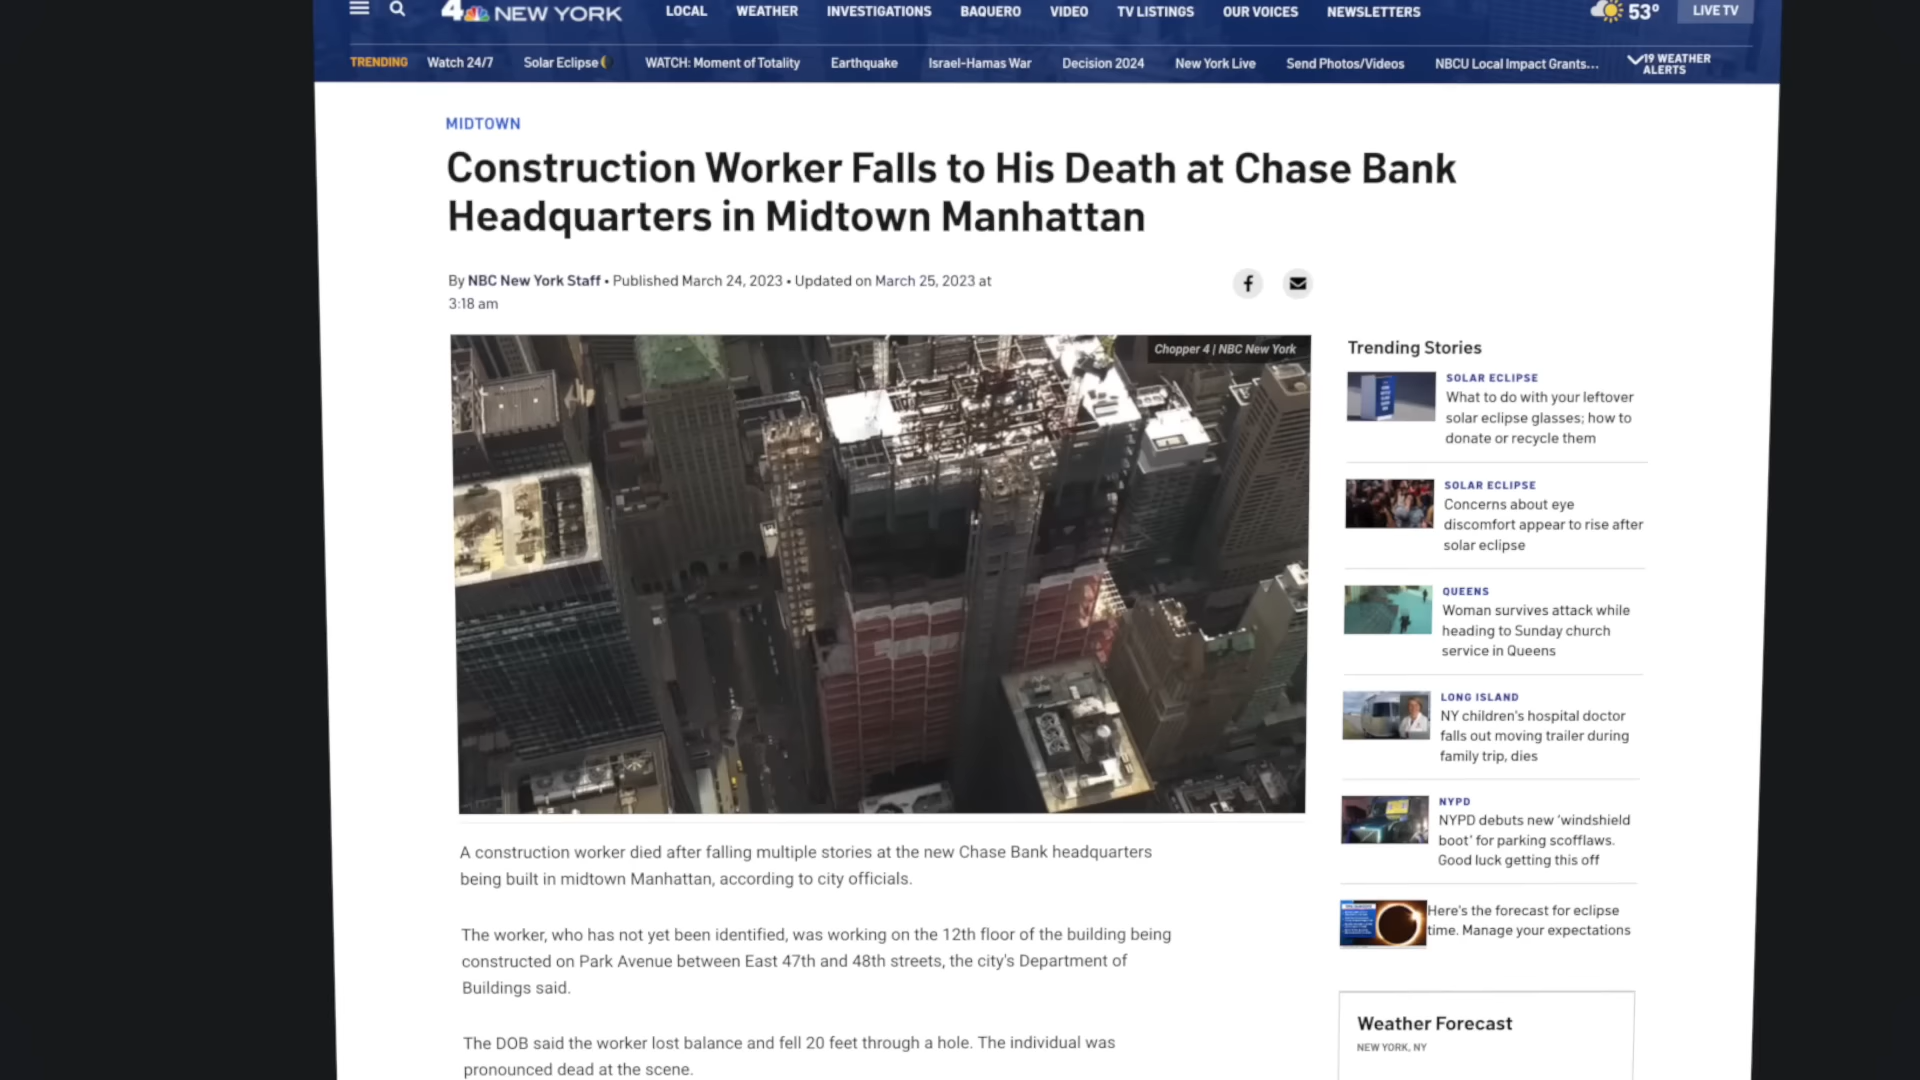 4 NEW YORK
LOCAL WEATHER INVESTIGATIONS BAQUERO VIDEO TV LISTINGS OUR VOICES NEWSLETTERS
53° LIVE TV
TRENDING Watch 24/7 Solar Eclipse WATCH: Moment of Totality Earthquake Israel-Hamas War Decision 2024 New York Live Send Photos/Videos NBCU Local Impact Grants...
19 WEATHER
ALERTS
MIDTOWN
Construction Worker Falls to His Death at Chase Bank
Headquarters in Midtown Manhattan
By NBC New York Staff • Published March 24, 2023 • Updated on March 25, 2023 at
3:18 am
Chopper 4 | NBC New York
A construction worker died after falling multiple stories at the new Chase Bank headquarters
being built in midtown Manhattan, according to city officials.
The worker, who has not yet been identified, was working on the 12th floor of the building being
constructed on Park Avenue between East 47th and 48th streets, the city's Department of
Buildings said.
The DOB said the worker lost balance and fell 20 feet through a hole. The individual was
pronounced dead at the scene.
Trending Stories
SOLAR ECLIPSE
What to do with your leftover
solar eclipse glasses; how to
donate or recycle them
SOLAR ECLIPSE
Concerns about eye
discomfort appear to rise after
solar eclipse
QUEENS
Woman survives attack while
heading to Sunday church
service in Queens
LONG ISLAND
NY children's hospital doctor
falls out moving trailer during
family trip, dies
NYPD
NYPD debuts new 'windshield
boot' for parking scofflaws.
Good luck getting this off
Here's the forecast for eclipse
time. Manage your expectations
Weather Forecast
NEW YORK, NY